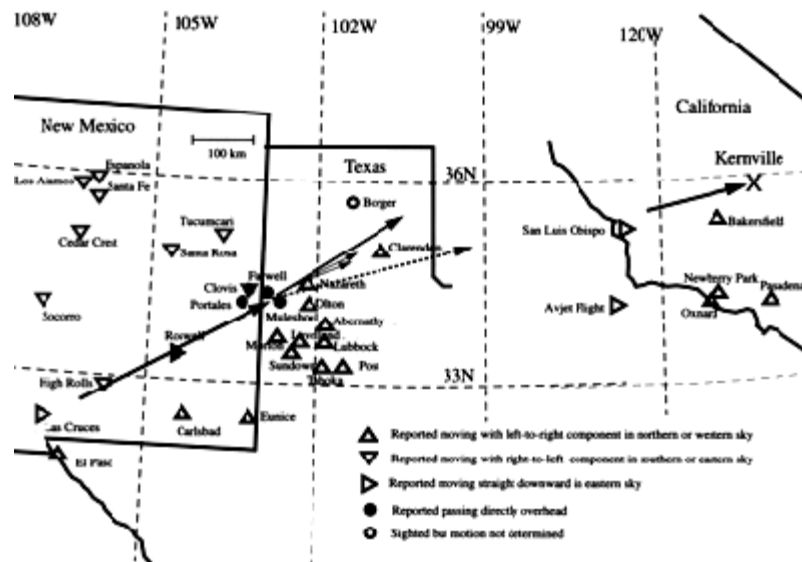 108W
105W
102W
99W
120W
New Mexico
California
Kernville
100 km
Texas
36N
Espanola
Los Alamos
Santa Fe
Borger
Tucumcari
Bakersfield
San Luis Obispo
Cedar Crest
Santa Rosa
Clarendon
Farwell
Clovis
Nazareth
Newberry Park
Pasadena
Portales
Olton
Avjet Flight
Oxnard
Socorro
Muleshoe
Abernathy
Roswell
Morton
Levelland
Lubbock
Sundown
High Rolls
Tahoka
Pos
33N
Las Cruces
Carlsbad
Eunice
El Paso
Reported moving with left-to-right component in northern or western sky
Reported moving with right-to-left component in southern or eastern sky
Reported moving straight downward is eastern sky
Reported passing directly overhead
Sighted but motion not determined